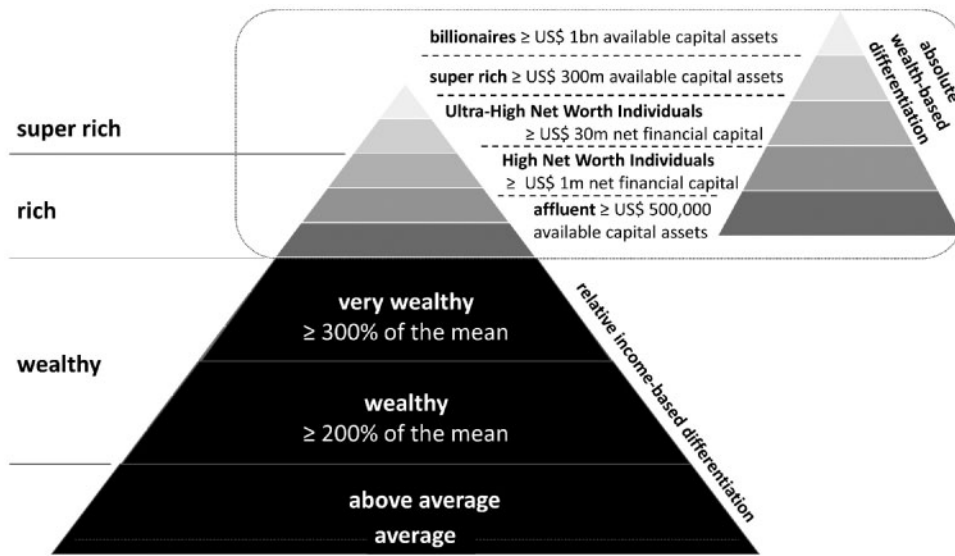 billionaires ≥ US$ 1bn available capital assets
super rich ≥ US$ 300m available capital assets
Ultra-High Net Worth Individuals
≥ US$ 30m net financial capital
High Net Worth Individuals
≥ US$ 1m net financial capital
affluent ≥ US$ 500,000
available capital assets
absolute
wealth-based
differentiation
super rich
rich
wealthy
very wealthy
≥ 300% of the mean
wealthy
≥ 200% of the mean
above average
average
relative income-based differentiation